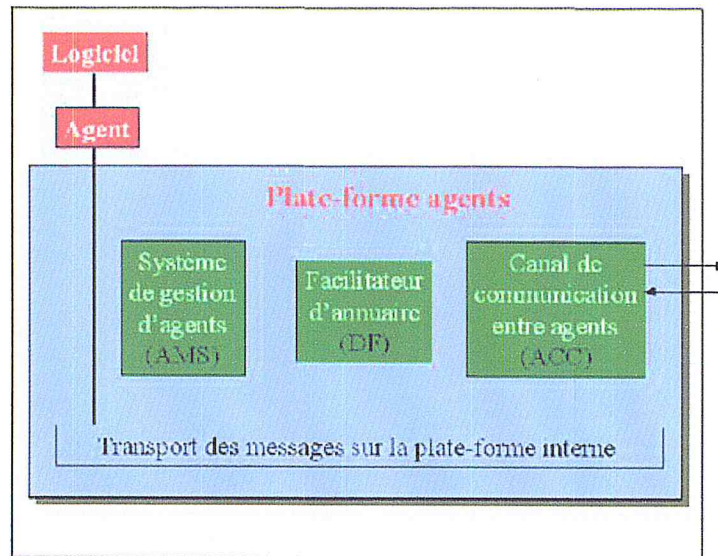 Logiciel
Agent
Plate-forme agents
Système
de gestion
d'agents
(AMS)
Facilitateur
d'annuaire
(DF)
Canal de
communication
entre agents
(ACC)
Transport des messages sur la plate-forme interne